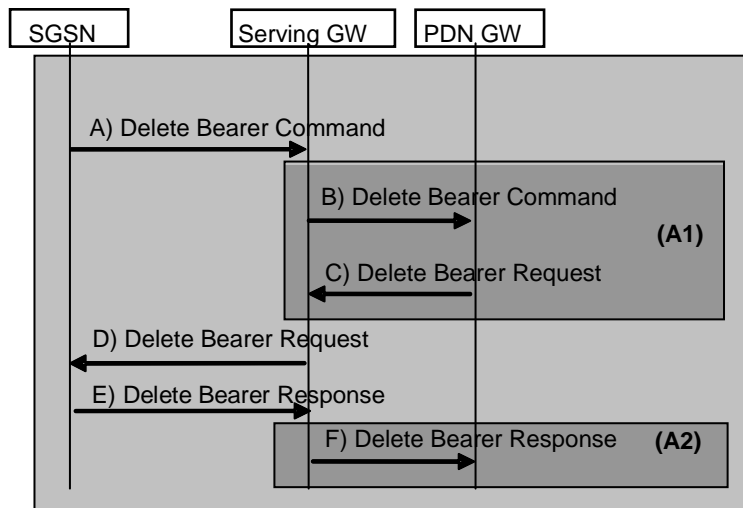 SGSN
Serving GW
PDN GW
A) Delete Bearer Command
B) Delete Bearer Command
(A1)
C) Delete Bearer Request
D) Delete Bearer Request
E) Delete Bearer Response
F) Delete Bearer Response
(A2)